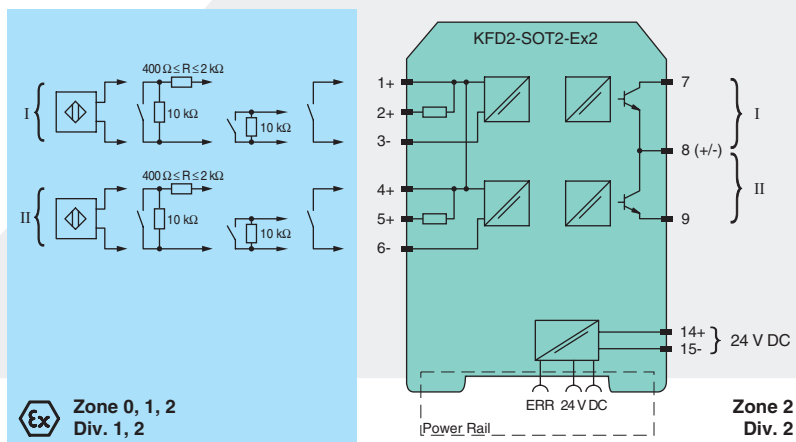 KFD2-SOT2-Ex2
400 Ω ≤ R ≤ 2 kΩ
I
10 kΩ
10 kΩ
1+
2+
3-
7
I
8 (+/-)
400 Ω ≤ R ≤ 2 kΩ
II
10 kΩ
10 kΩ
4+
5+
6-
II
9
14+
15-
24 V DC
ERR 24 V DC
Power Rail
Ex
Zone 0, 1, 2
Div. 1, 2
Zone 2
Div. 2